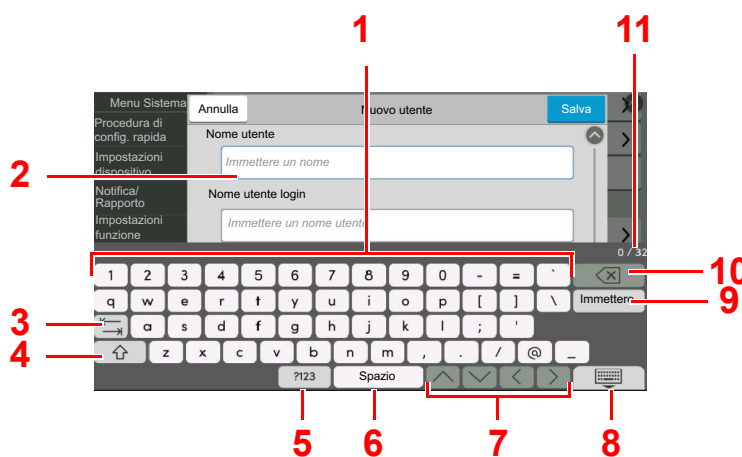 1 11
Menu Sistema Annulla Nuovo utente Salva
Procedura di
config. rapida
Nome utente
Impostazioni
dispositivo
Immettere un nome
2
Notifica/
Rapporto
Nome utente login
Impostazioni
funzione
Immettere un nome utente
0 / 32
1 2 3 4 5 6 7 8 9 0 - = `
10
q w e r t y u i o p [ ] \ Immettere
9
3
a s d f g h j k l ; '
4
z x c v b n m , . / @ _
?123 Spazio
5 6 7 8